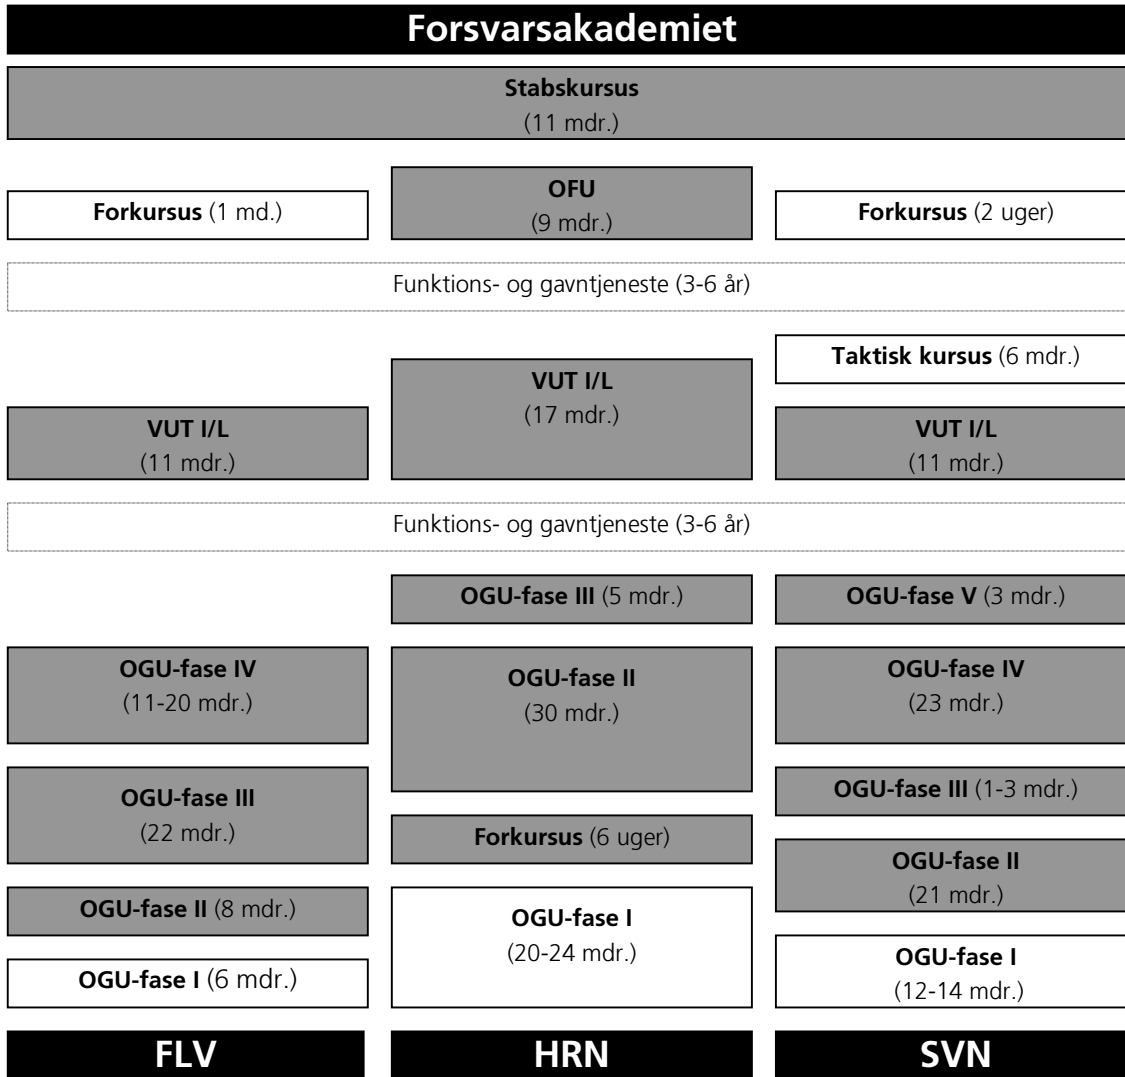 Forsvarsakademiet
Stabskursus
(11 mdr.)
Forkursus (1 md.)
OFU
(9 mdr.)
Forkursus (2 uger)
Funktions- og gavntjeneste (3-6 år)
Taktisk kursus (6 mdr.)
VUT I/L
(17 mdr.)
VUT I/L
(11 mdr.)
VUT I/L
(11 mdr.)
Funktions- og gavntjeneste (3-6 år)
OGU-fase III (5 mdr.)
OGU-fase V (3 mdr.)
OGU-fase IV
(11-20 mdr.)
OGU-fase II
(30 mdr.)
OGU-fase IV
(23 mdr.)
OGU-fase III
(22 mdr.)
OGU-fase III (1-3 mdr.)
Forkursus (6 uger)
OGU-fase II
(21 mdr.)
OGU-fase II (8 mdr.)
OGU-fase I
(20-24 mdr.)
OGU-fase I (6 mdr.)
OGU-fase I
(12-14 mdr.)
FLV
HRN
SVN